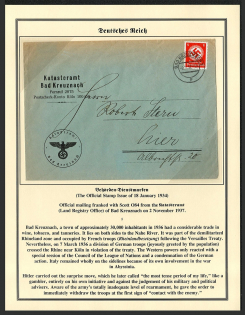 Deutsches Reich
Katasteramt
Bad Kreuznach
Fernruf 2675
Postscheck-Konto Köln
Herrn
Robert Stern
Behörden-Dienstmarken
(The Official Stamp Issue of 18 January 1934)
Official mailing franked with Scott O84 from the Katasteramt
(Land Registry Office) of Bad Kreuznach on 2 November 1937.
Bad Kreuznach, a town of approximately 30,000 inhabitants in 1936 had a considerable trade in
wine, tobacco, and tanneries. It lies on both sides to the Nahe River. It was part of the demilitarized
Rhineland zone and occupied by French troops (Rheinlandbesetzung) following the Versailles Treaty.
Nevertheless, on 7 March 1936 a division of German troops (joyously greeted by the population)
crossed the Rhine near Köln in violation of the treaty. The Western powers only reacted with a
special session of the Council of the League of Nations and a condemnation of the German
action. Italy remained wholly on the sidelines because of its own involvement in the war in
Abyssinia.
Hitler carried out the surprise move, which he later called "the most tense period of my life," like a
gambler, entirely on his own initiative and against the judgement of his military and political
advisers. Aware of the army's totally inadequate level of rearmament, he gave the order to
immediately withdraw the troops at the first sign of "contact with the enemy."